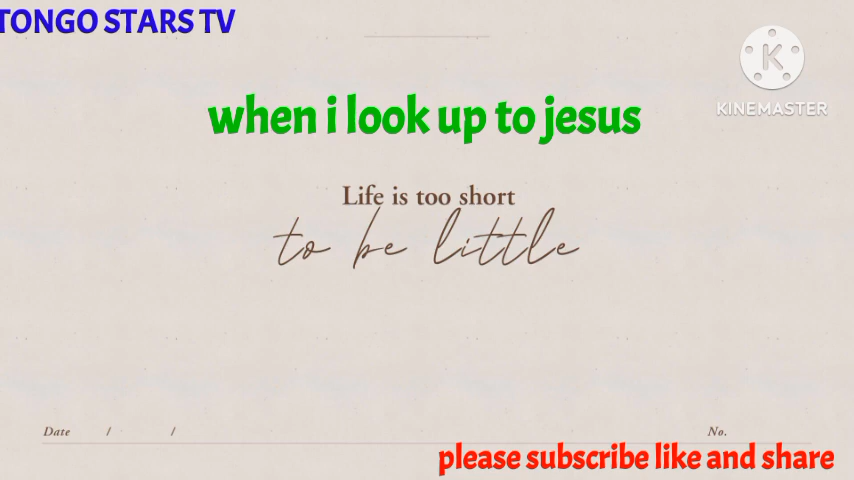 TONGO STARS TV
K
KINEMASTER
when i look up to jesus
Life is too short
to be little
Date / /
No.
please subscribe like and share